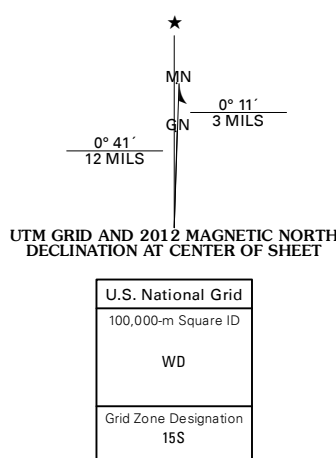 ★
MN
GN
0° 11´
3 MILS
0° 41´
12 MILS
UTM GRID AND 2012 MAGNETIC NORTH
DECLINATION AT CENTER OF SHEET
U.S. National Grid
100,000-m Square ID
WD
Grid Zone Designation
15S